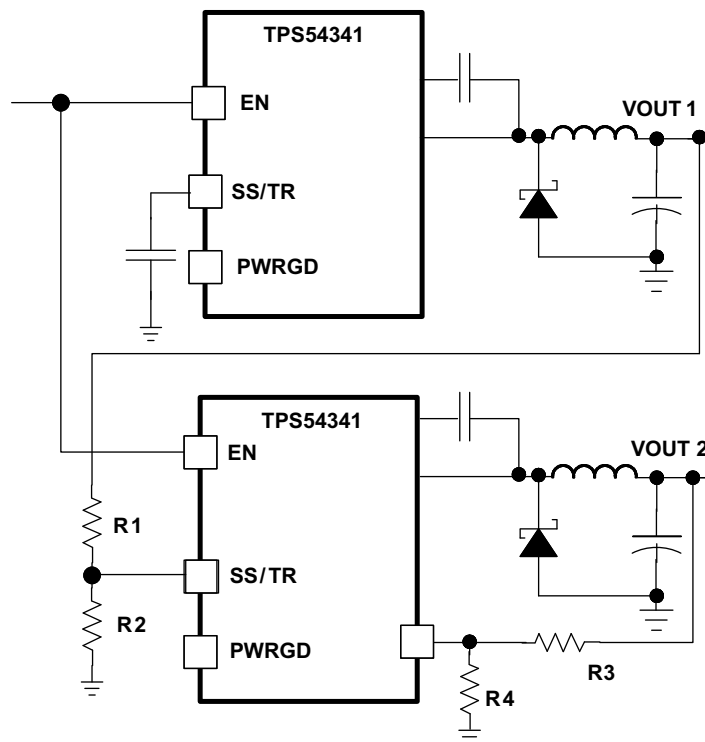 TPS54341
EN
VOUT 1
SS/TR
PWRGD
TPS54341
EN
VOUT 2
R1
SS/TR
R2
PWRGD
R3
R4